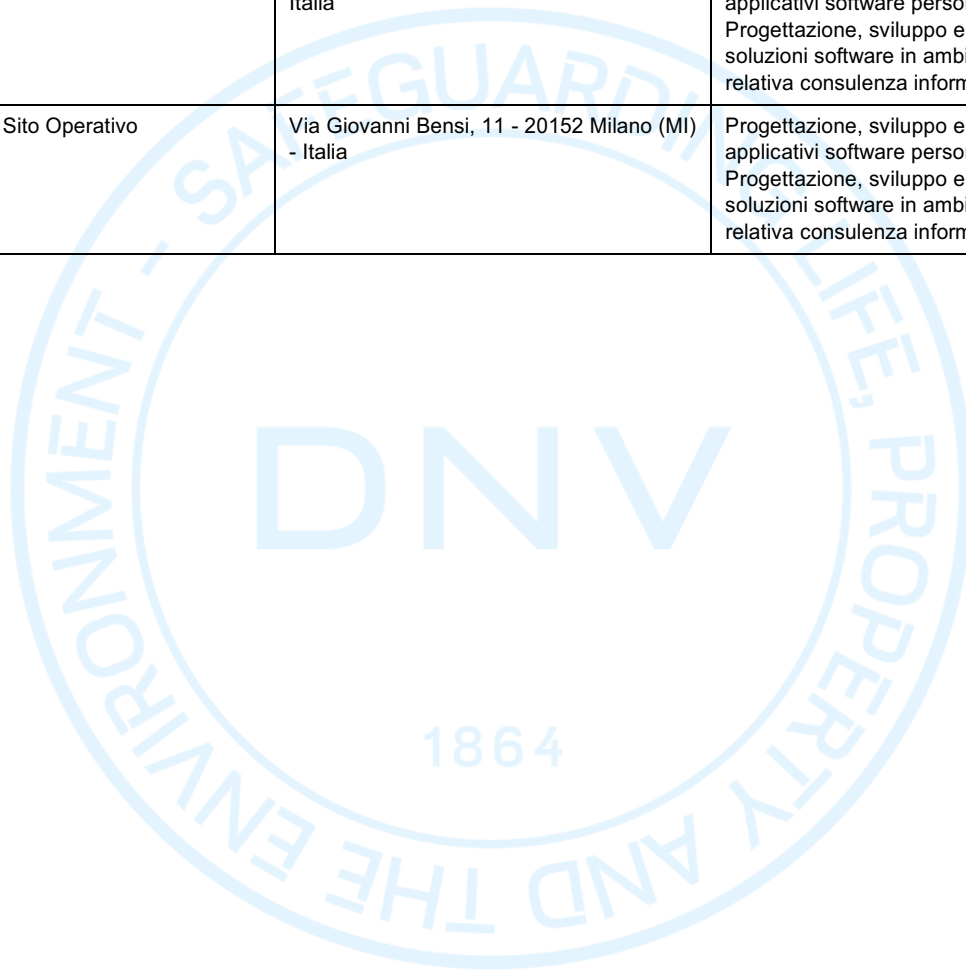 Italia
applicativi software perso
Progettazione, sviluppo e
soluzioni software in ambi
relativa consulenza inform
Sito Operativo
Via Giovanni Bensi, 11 - 20152 Milano (MI)
- Italia
Progettazione, sviluppo e
applicativi software perso
Progettazione, sviluppo e
soluzioni software in ambi
relativa consulenza inform
SAFEGUARDING LIFE, PROPERTY AND THE ENVIRONMENT -
DNV
1864